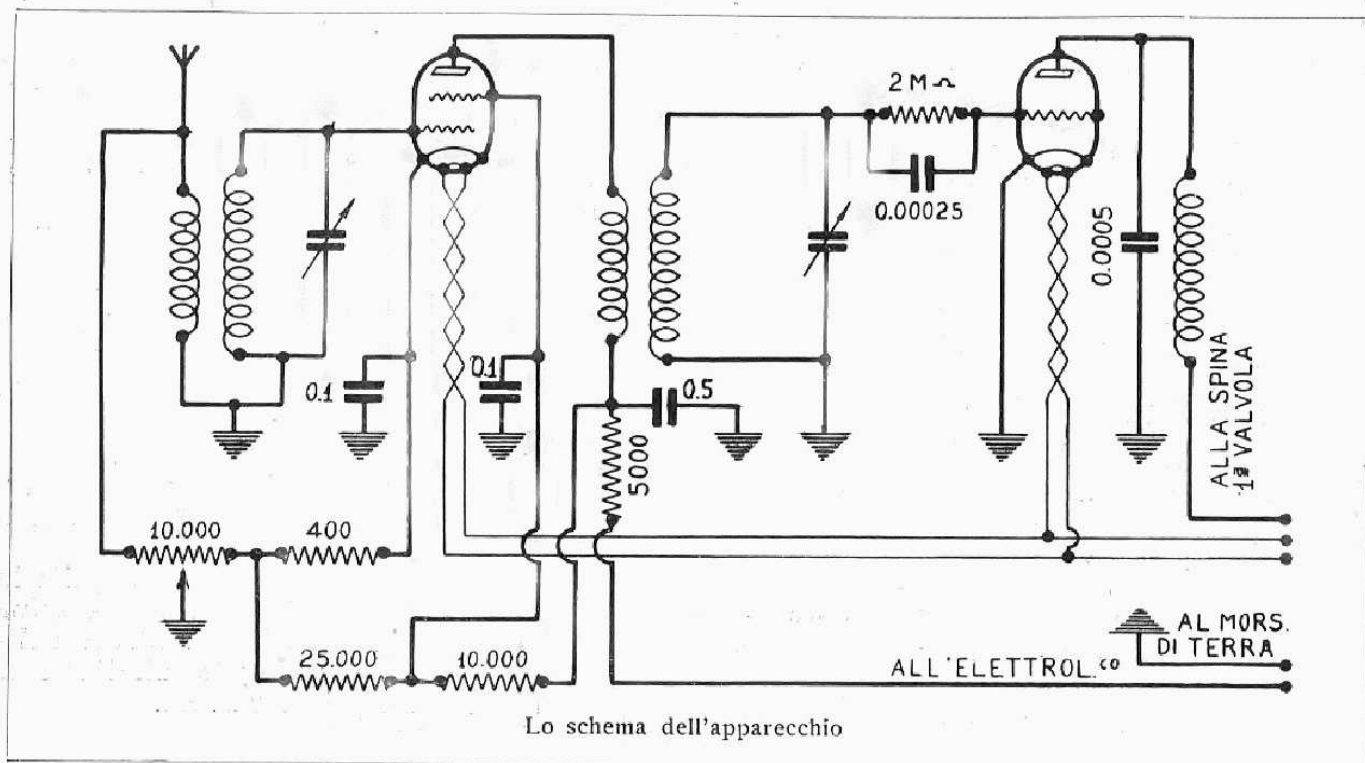 2 MΩ
0.00025
0.0005
0.1
0.1
0.5
5000
ALLA SPINA
1ª VALVOLA
10.000
400
25.000
10.000
AL MORS.
DI TERRA
ALL'ELETTROL.co
Lo schema dell'apparecchio